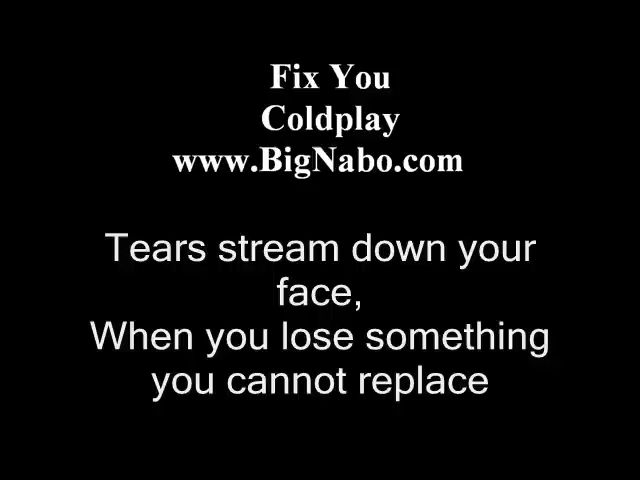 Fix You
Coldplay
www.BigNabo.com
Tears stream down your
face,
When you lose something
you cannot replace